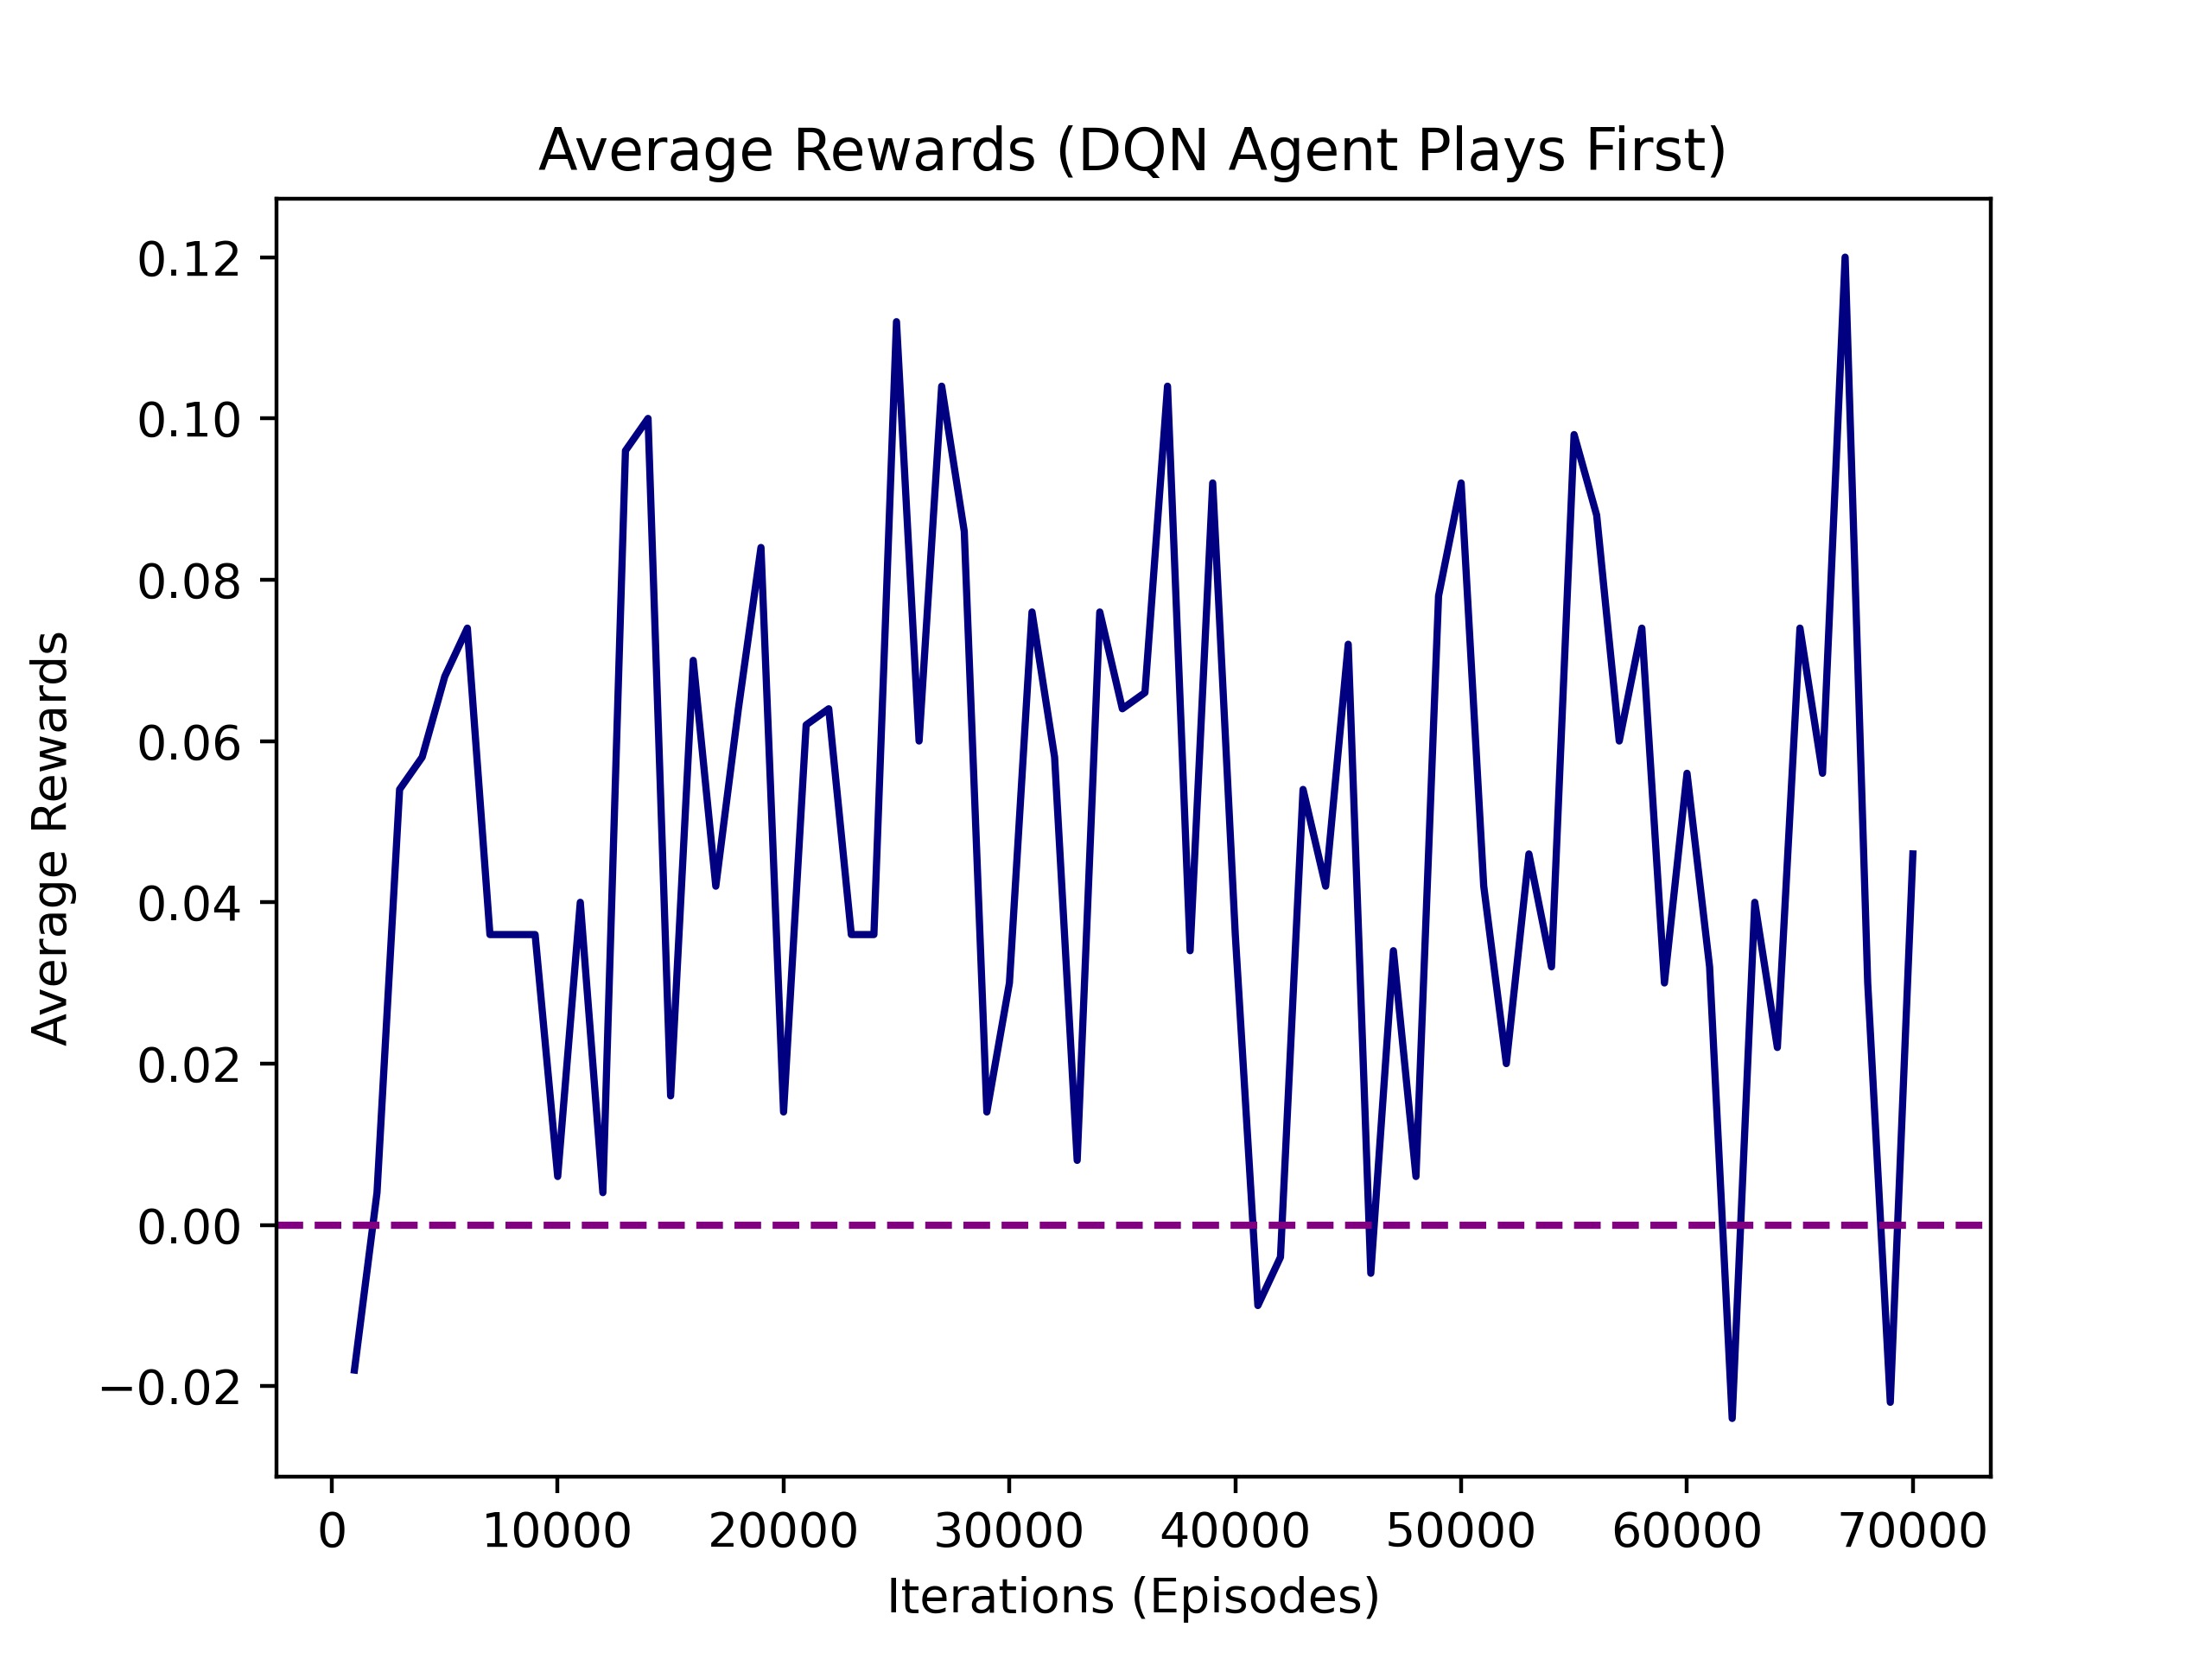 Average Rewards (DQN Agent Plays First)
0.12
0.10
0.08
0.06
0.04
0.02
0.00
−0.02
Average Rewards
0 10000 20000 30000 40000 50000 60000 70000
Iterations (Episodes)